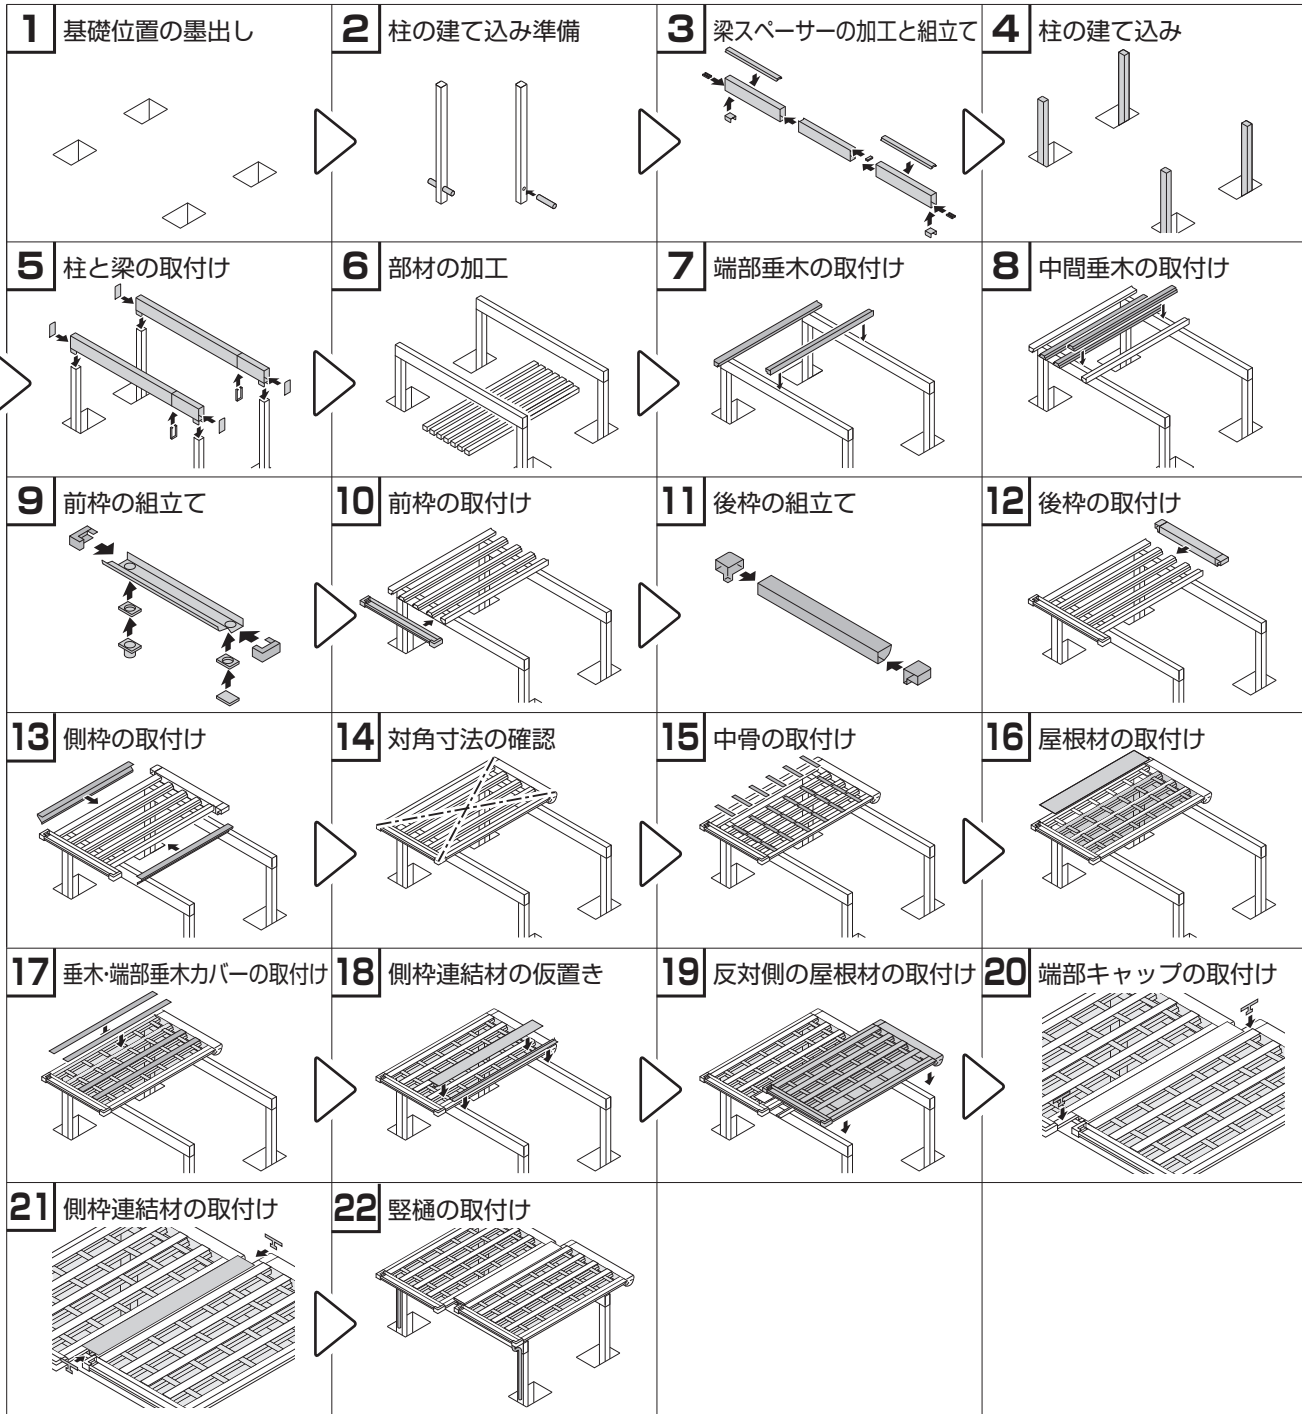 1 基礎位置の墨出し
2 柱の建て込み準備
3 梁スペーサーの加工と組立て
4 柱の建て込み
5 柱と梁の取付け
6 部材の加工
7 端部垂木の取付け
8 中間垂木の取付け
9 前枠の組立て
10 前枠の取付け
11 後枠の組立て
12 後枠の取付け
13 側枠の取付け
14 対角寸法の確認
15 中骨の取付け
16 屋根材の取付け
17 垂木・端部垂木カバーの取付け
18 側枠連結材の仮置き
19 反対側の屋根材の取付け
20 端部キャップの取付け
21 側枠連結材の取付け
22 竪樋の取付け